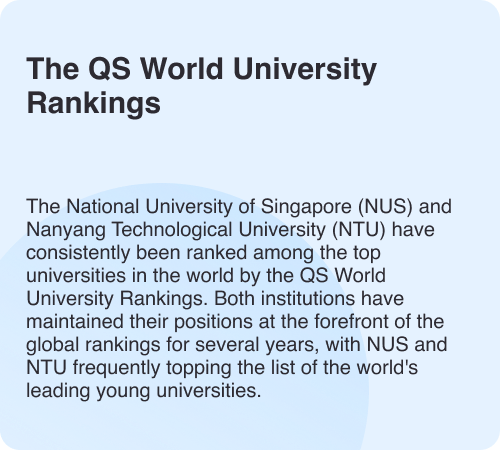 The QS World University
Rankings
The National University of Singapore (NUS) and
Nanyang Technological University (NTU) have
consistently been ranked among the top
universities in the world by the QS World
University Rankings. Both institutions have
maintained their positions at the forefront of the
global rankings for several years, with NUS and
NTU frequently topping the list of the world's
leading young universities.